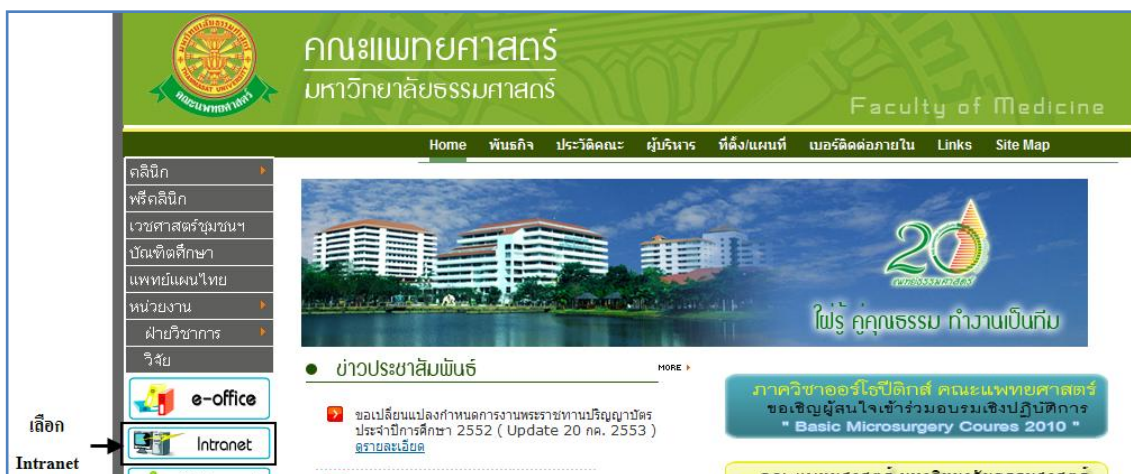 คณะแพทยศาสตร์
มหาวิทยาลัยธรรมศาสตร์
Faculty of Medicine
Home พันธกิจ ประวัติคณะ ผู้บริหาร ที่ตั้ง/แผนที่ เบอร์ติดต่อภายใน Links Site Map
คลินิก
พรีคลินิก
เวชศาสตร์ชุมชนฯ
บัณฑิตศึกษา
แพทย์แผนไทย
หน่วยงาน
ฝ่ายวิชาการ
วิจัย
e-office
Intranet
เลือก
Intranet
20
แพทย์ธรรมศาสตร์
ใฝ่รู้ คู่คุณธรรม ทำงานเป็นทีม
ข่าวประชาสัมพันธ์
MORE
ขอเปลี่ยนแปลงกำหนดการงานพระราชทานปริญญาบัตร
ประจำปีการศึกษา 2552 ( Update 20 กค. 2553 )
ดูรายละเอียด
ภาควิชาออร์โธปิดิกส์ คณะแพทยศาสตร์
ขอเชิญผู้สนใจเข้าร่วมอบรมเชิงปฏิบัติการ
" Basic Microsurgery Coures 2010 "